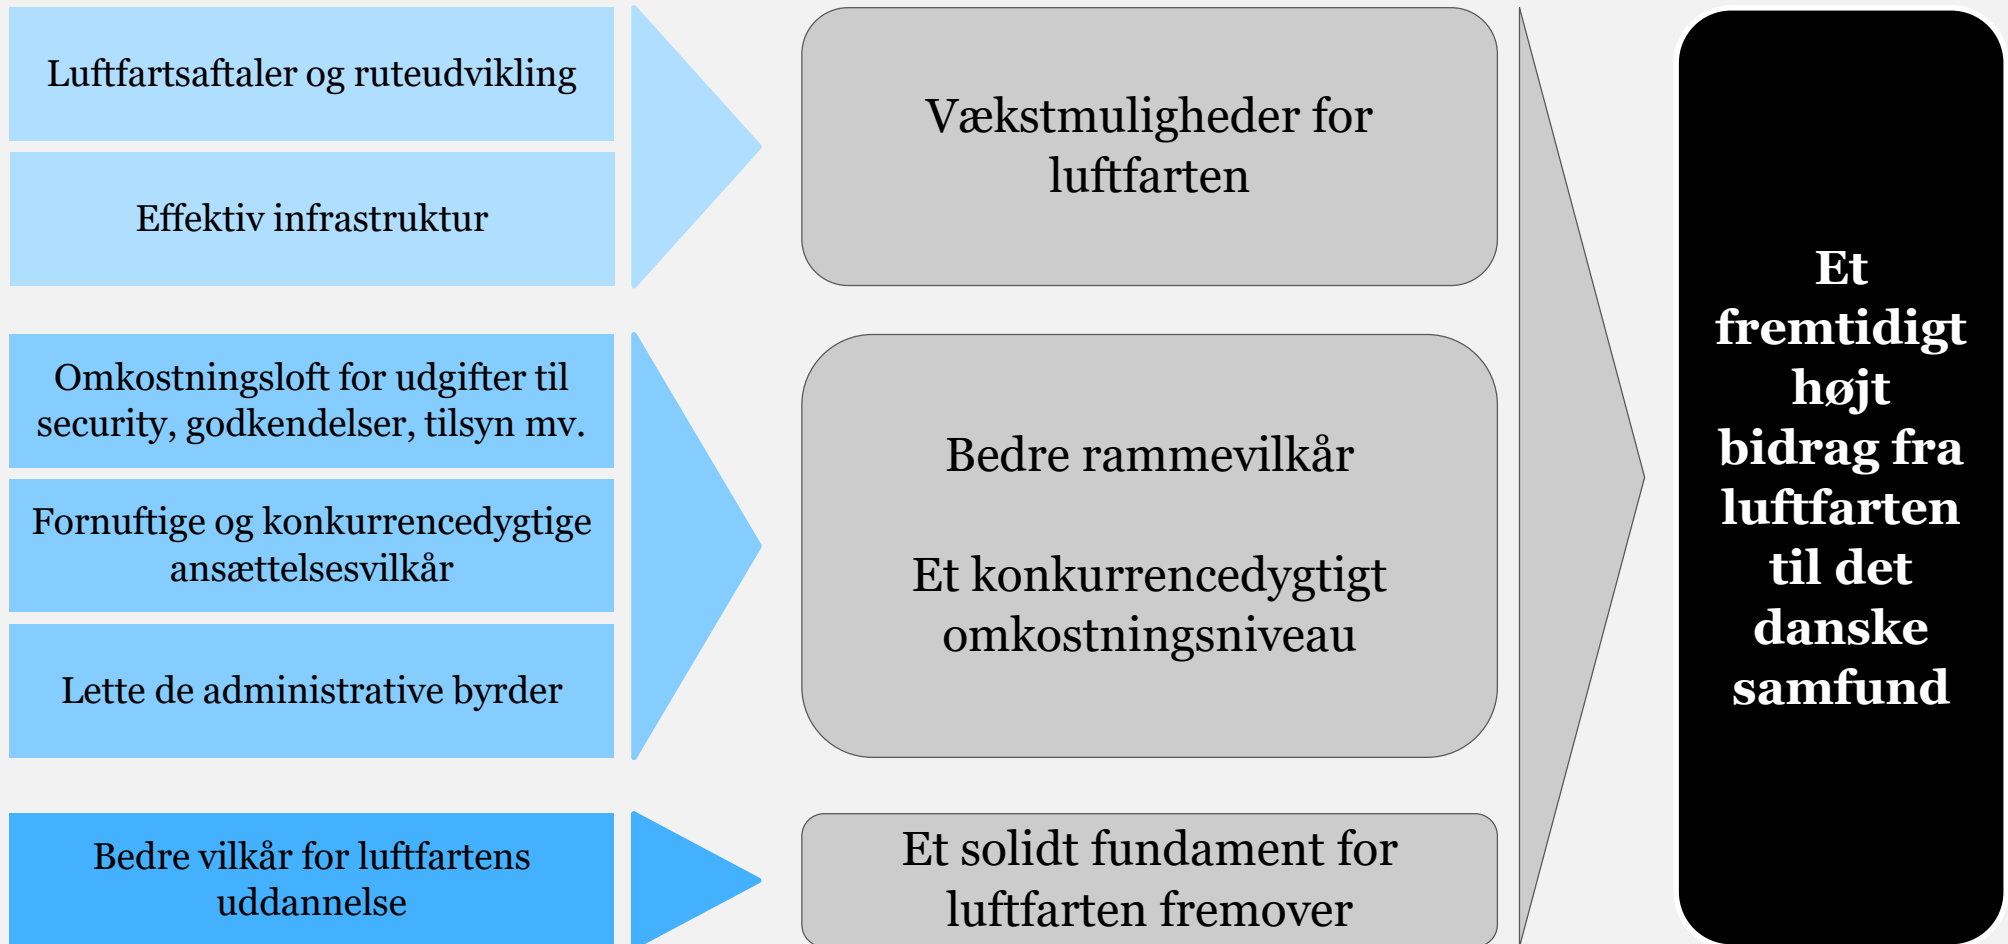 Luftfartsaftaler og ruteudvikling
Effektiv infrastruktur
Vækstmuligheder for
luftfarten
Omkostningsloft for udgifter til
security, godkendelser, tilsyn mv.
Fornuftige og konkurrencedygtige
ansættelsesvilkår
Lette de administrative byrder
Bedre rammevilkår
Et konkurrencedygtigt
omkostningsniveau
Bedre vilkår for luftfartens
uddannelse
Et solidt fundament for
luftfarten fremover
Et
fremtidigt
højt
bidrag fra
luftfarten
til det
danske
samfund